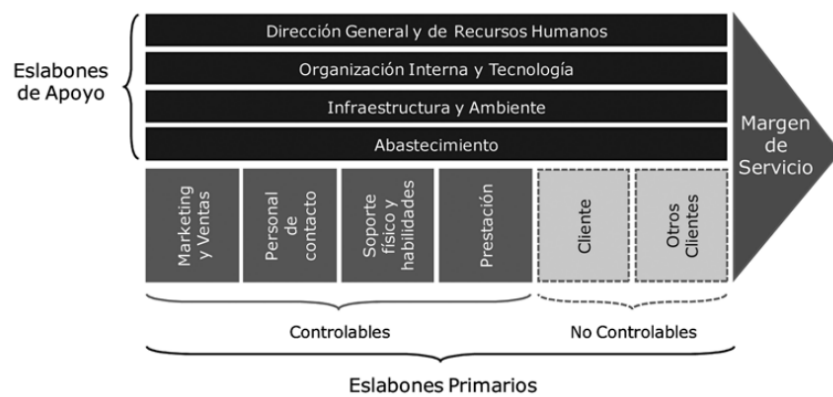 Dirección General y de Recursos Humanos
Eslabones
de Apoyo
Organización Interna y Tecnología
Infraestructura y Ambiente
Abastecimiento
Margen
de
Servicio
Marketing
y Ventas
Personal
de
contacto
Soporte
físico y
habilidades
Prestación
Cliente
Otros
Clientes
Controlables
No Controlables
Eslabones Primarios